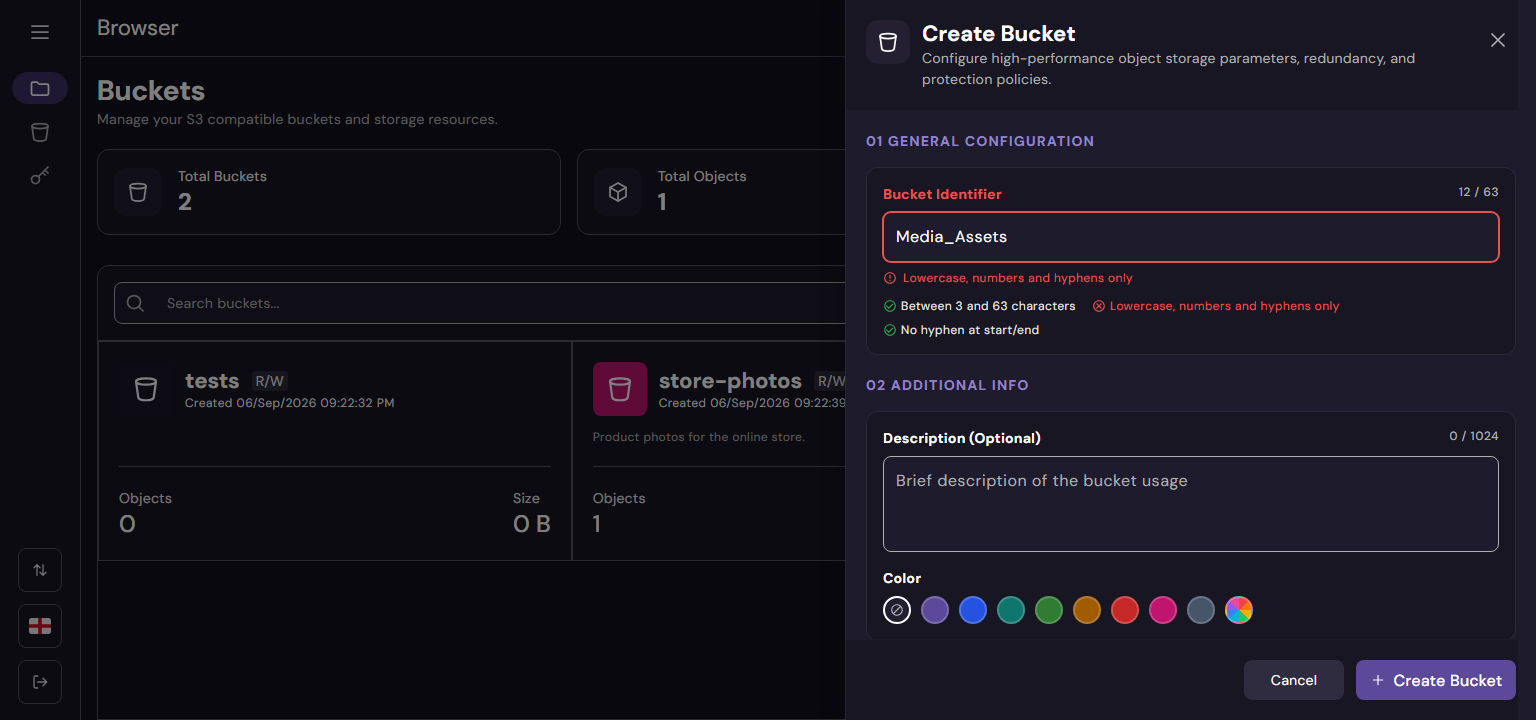 Browser
Buckets
Manage your S3 compatible buckets and storage resources.
Total Buckets
2
Total Objects
1
Search buckets...
tests R/W
Created 06/Sep/2026 09:22:32 PM
Objects
0
Size
0 B
store-photos R/W
Created 06/Sep/2026 09:22:39
Product photos for the online store.
Objects
1
Create Bucket
Configure high-performance object storage parameters, redundancy, and
protection policies.
01 GENERAL CONFIGURATION
Bucket Identifier 12 / 63
Media_Assets
Lowercase, numbers and hyphens only
Between 3 and 63 characters Lowercase, numbers and hyphens only
No hyphen at start/end
02 ADDITIONAL INFO
Description (Optional) 0 / 1024
Brief description of the bucket usage
Color
Cancel + Create Bucket